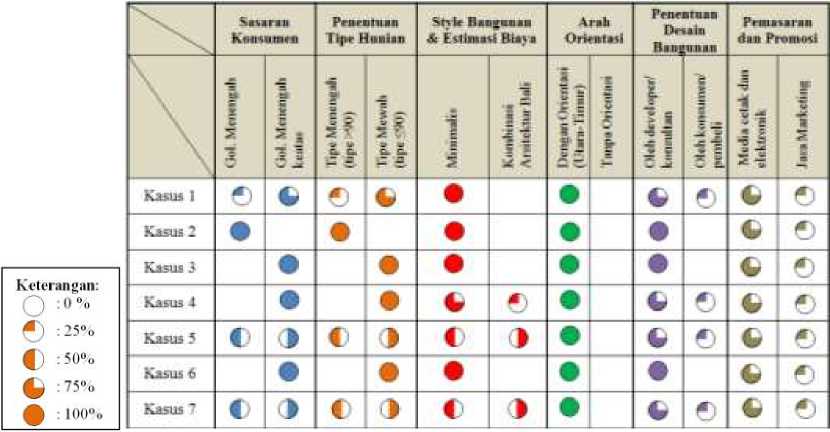 Sasaran
Konsumen
Penentuan
Tipe Hunian
Style Bangunan
& Estimasi Biaya
Arah
Orientasi
Penentuan
Desain
Bangunan
Pemasaran
dan Promosi
Gol. Menengah
Gol. Menengah
keatas
Tipe Menengah
(tipe >90)
Tipe Mewah
(tipe ≤90)
Minimalis
Kombinasi
Arsitektur Bali
Dengan Orientasi
(Utara-Timur)
Tanpa Orientasi
Oleh developer/
konsultan
Oleh konsumen/
pembeli
Media cetak dan
elektronik
Jasa Marketing
Kasus 1
Kasus 2
Kasus 3
Kasus 4
Kasus 5
Kasus 6
Kasus 7
Keterangan:
: 0 %
: 25%
: 50%
: 75%
: 100%